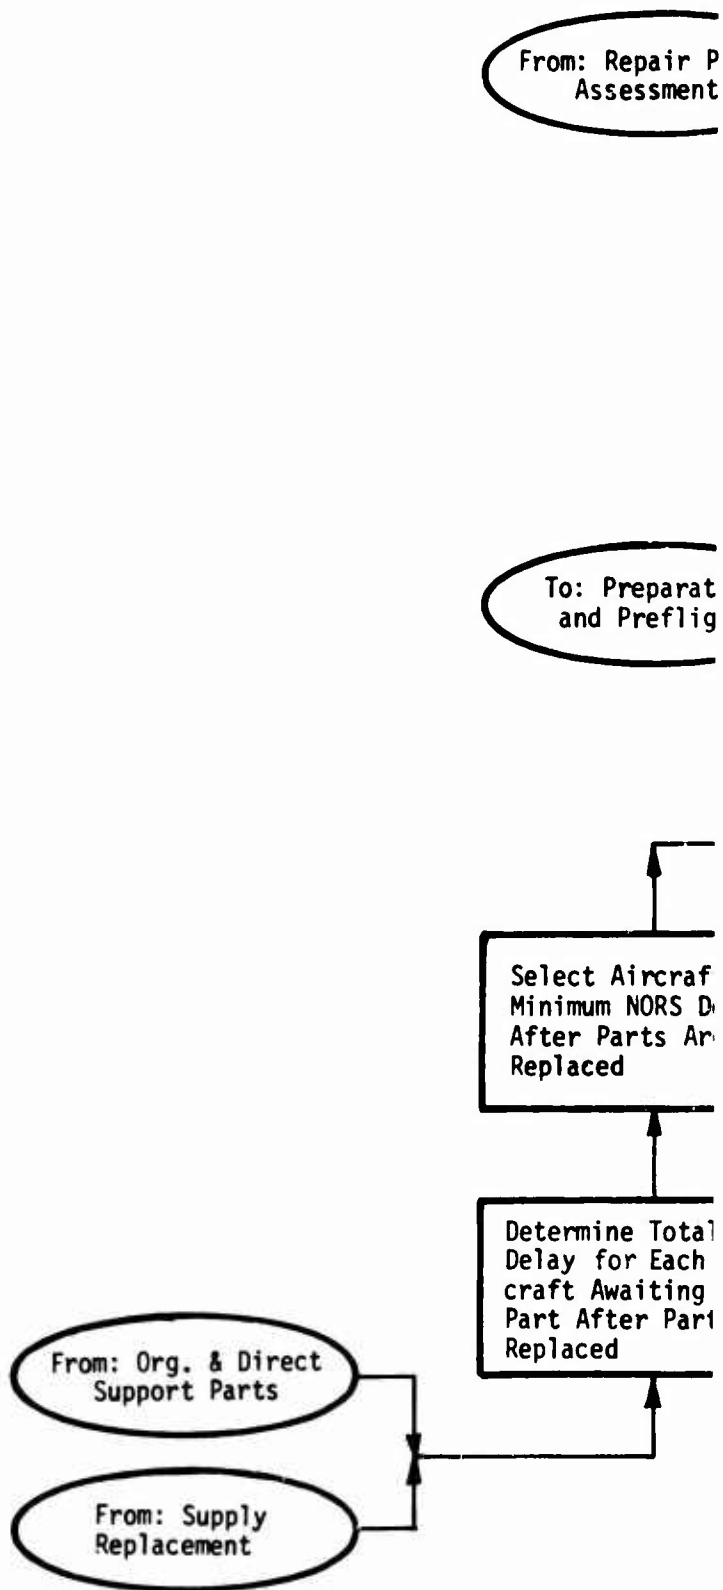 From: Repair P
Assessment
To: Preparat
and Preflig
Select Aircraf
Minimum NORS D
After Parts Ar
Replaced
Determine Total
Delay for Each
craft Awaiting
Part After Part
Replaced
From: Org. & Direct
Support Parts
From: Supply
Replacement